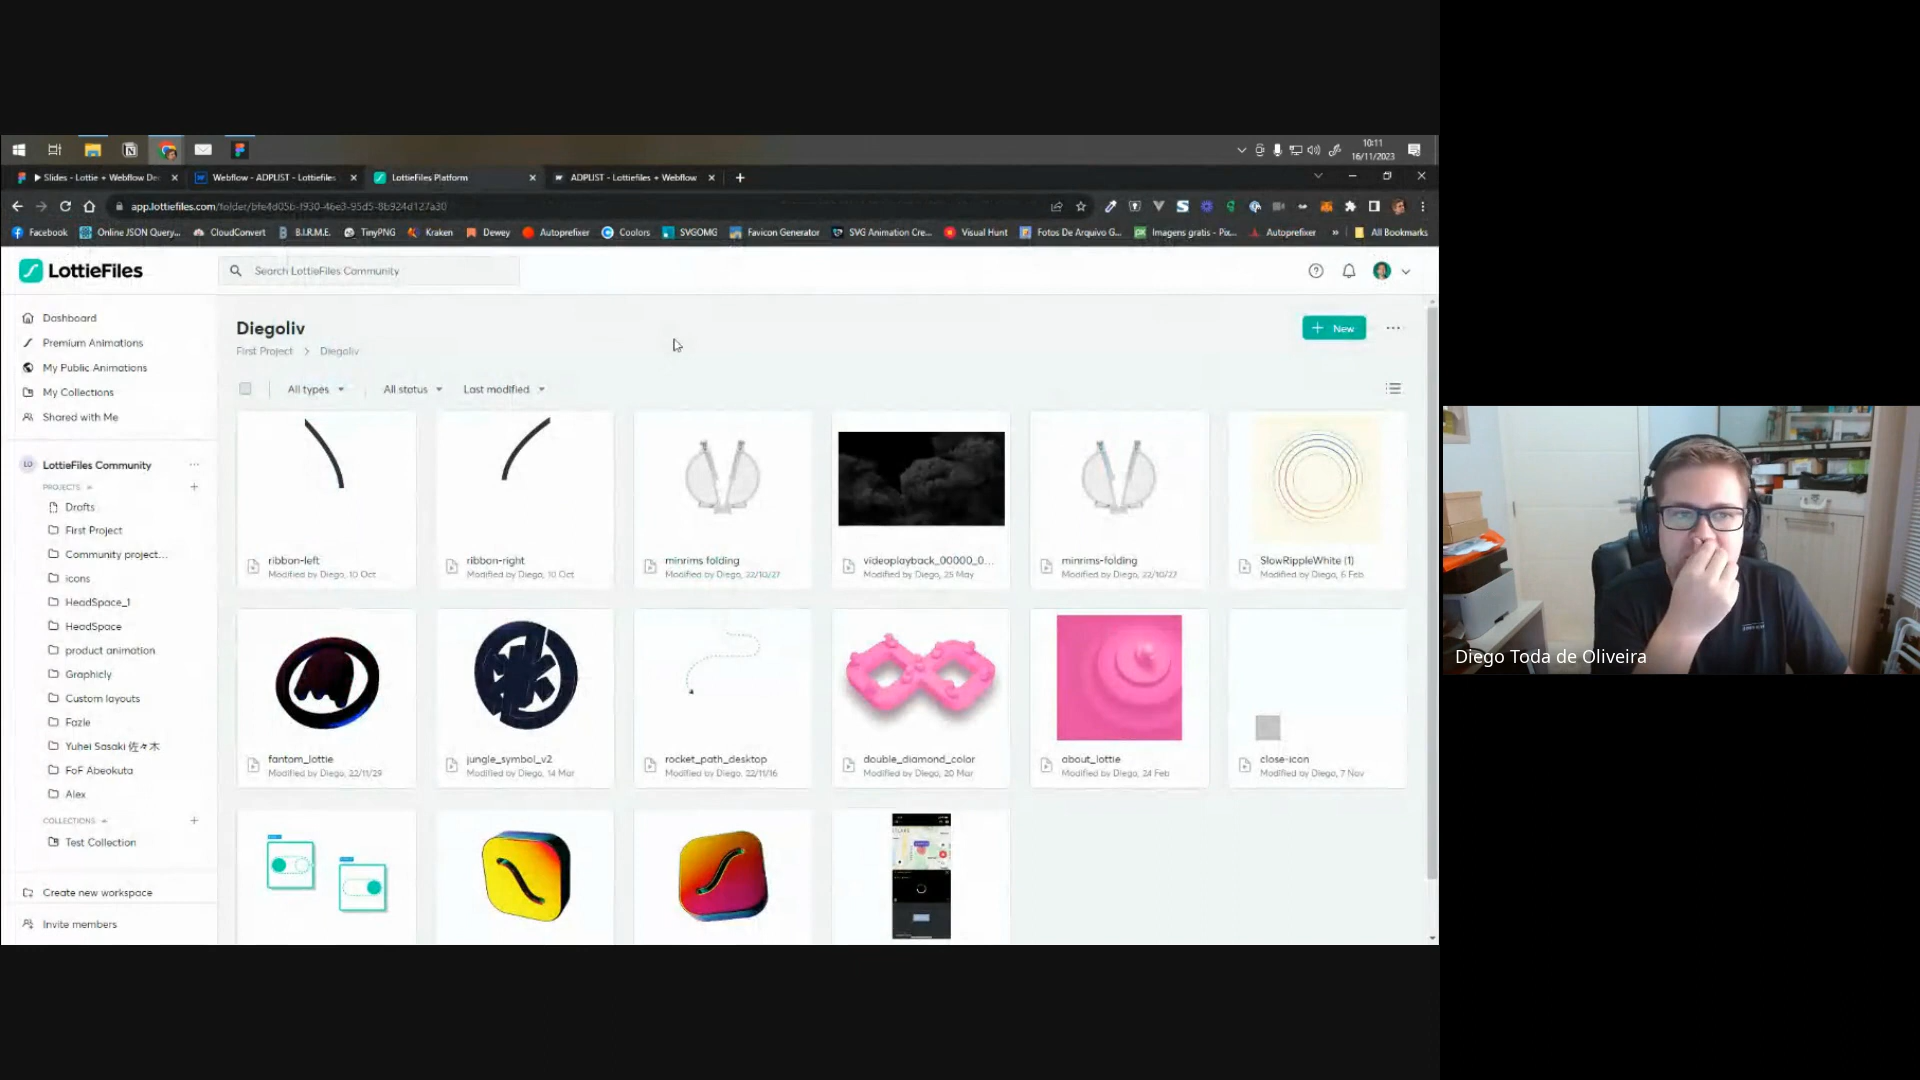 10:11
16/11/2023
Slides - Lottie + Webflow De
Webflow - ADPLIST - Lottiefiles
LottieFiles Platform
ADPLIST - Lottiefiles + Webflow
app.lottiefiles.com/folder/bfe4d05b-f930-46e3-95d5-8b924d127a30
Facebook
Online JSON Query...
CloudConvert
B.I.R.M.E.
TinyPNG
Kraken
Dewey
Autoprefixer
Coolors
SVGOMG
Favicon Generator
SVG Animation Cre...
Visual Hunt
Fotos De Arquivo G...
Imagens gratis - Pix...
Autoprefixer
»
All Bookmarks
LottieFiles
Search LottieFiles Community
Dashboard
Premium Animations
My Public Animations
My Collections
Shared with Me
LO LottieFiles Community
PROJECTS
Drafts
First Project
Community project...
icons
HeadSpace_1
HeadSpace
product animation
Graphicly
Custom layouts
Fazle
Yuhei Sasaki 佐々木
FoF Abeokuta
Alex
COLLECTIONS
Test Collection
Create new workspace
Invite members
Diegoliv
First Project > Diegoliv
+ New
All types
All status
Last modified
ribbon-left
Modified by Diego, 10 Oct
ribbon-right
Modified by Diego, 10 Oct
minrims folding
Modified by Diego, 22/10/27
videoplayback_00000_0...
Modified by Diego, 25 May
minrims-folding
Modified by Diego, 22/10/27
SlowRippleWhite (1)
Modified by Diego, 6 Feb
fantom_lottie
Modified by Diego, 22/11/29
jungle_symbol_v2
Modified by Diego, 14 Mar
rocket_path_desktop
Modified by Diego, 22/11/16
double_diamond_color
Modified by Diego, 20 Mar
about_lottie
Modified by Diego, 24 Feb
close-icon
Modified by Diego, 7 Nov
Diego Toda de Oliveira